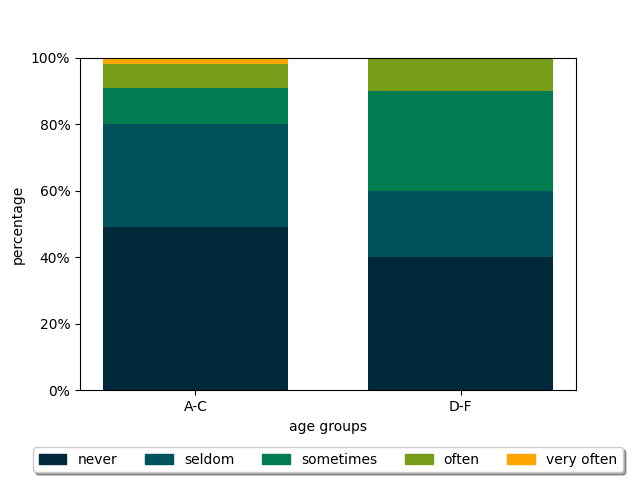 100%
80%
60%
40%
20%
0%
percentage
A-C D-F
age groups
never seldom sometimes often very often